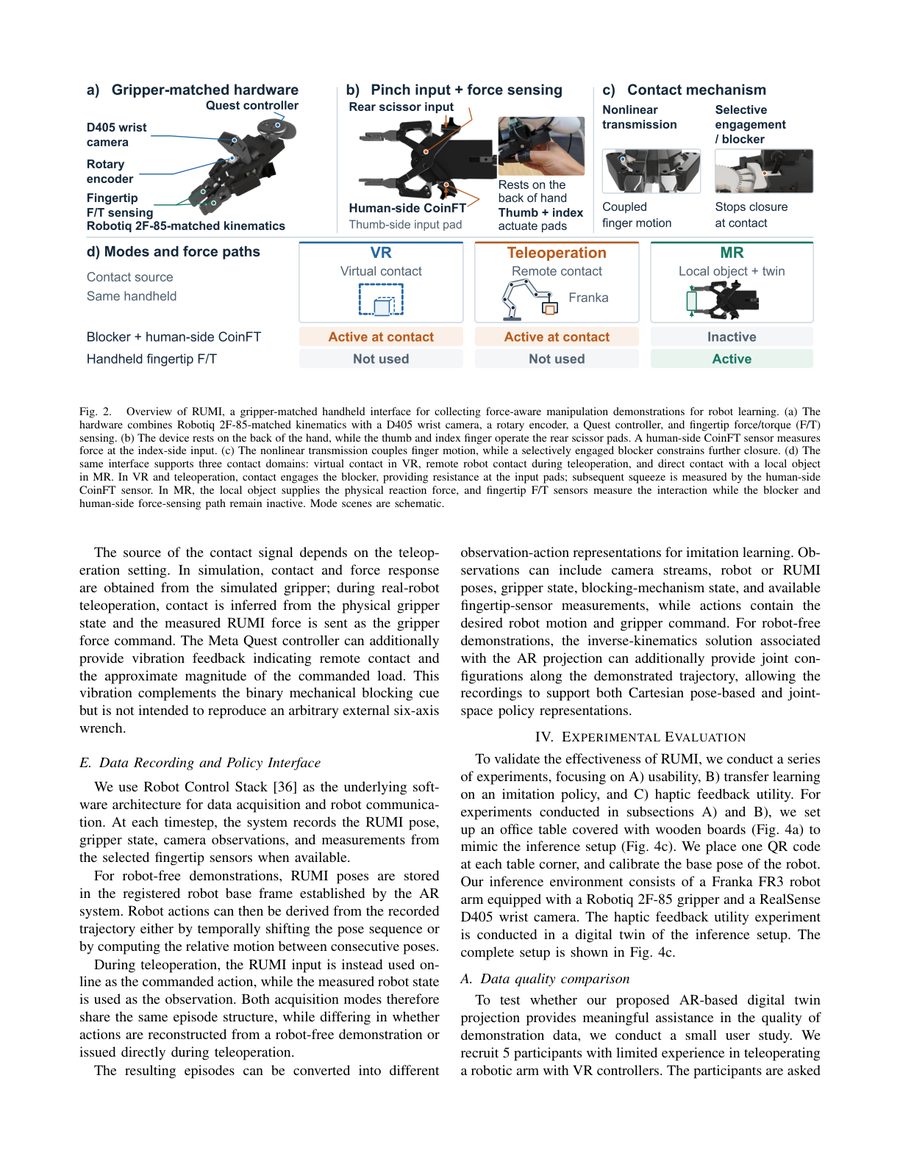 a) Gripper-matched hardware
Quest controller
D405 wrist
camera
Rotary
encoder
Fingertip
F/T sensing
Robotiq 2F-85-matched kinematics
b) Pinch input + force sensing
Rear scissor input
Human-side CoinFT
Thumb-side input pad
Rests on the
back of hand
Thumb + index
actuate pads
c) Contact mechanism
Nonlinear
transmission
Selective
engagement
/ blocker
Coupled
finger motion
Stops closure
at contact
d) Modes and force paths
VR
Teleoperation
MR
Contact source
Virtual contact
Remote contact
Local object + twin
Same handheld
Franka
Blocker + human-side CoinFT
Active at contact
Active at contact
Inactive
Handheld fingertip F/T
Not used
Not used
Active
Fig. 2. Overview of RUMI, a gripper-matched handheld interface for collecting force-aware manipulation demonstrations for robot learning. (a) The
hardware combines Robotiq 2F-85-matched kinematics with a D405 wrist camera, a rotary encoder, a Quest controller, and fingertip force/torque (F/T)
sensing. (b) The device rests on the back of the hand, while the thumb and index finger operate the rear scissor pads. A human-side CoinFT sensor measures
force at the index-side input. (c) The nonlinear transmission couples finger motion, while a selectively engaged blocker constrains further closure. (d) The
same interface supports three contact domains: virtual contact in VR, remote robot contact during teleoperation, and direct contact with a local object
in MR. In VR and teleoperation, contact engages the blocker, providing resistance at the input pads; subsequent squeeze is measured by the human-side
CoinFT sensor. In MR, the local object supplies the physical reaction force, and fingertip F/T sensors measure the interaction while the blocker and
human-side force-sensing path remain inactive. Mode scenes are schematic.
The source of the contact signal depends on the teleop-
eration setting. In simulation, contact and force response
are obtained from the simulated gripper; during real-robot
teleoperation, contact is inferred from the physical gripper
state and the measured RUMI force is sent as the gripper
force command. The Meta Quest controller can additionally
provide vibration feedback indicating remote contact and
the approximate magnitude of the commanded load. This
vibration complements the binary mechanical blocking cue
but is not intended to reproduce an arbitrary external six-axis
wrench.
E. Data Recording and Policy Interface
We use Robot Control Stack [36] as the underlying soft-
ware architecture for data acquisition and robot communica-
tion. At each timestep, the system records the RUMI pose,
gripper state, camera observations, and measurements from
the selected fingertip sensors when available.
For robot-free demonstrations, RUMI poses are stored
in the registered robot base frame established by the AR
system. Robot actions can then be derived from the recorded
trajectory either by temporally shifting the pose sequence or
by computing the relative motion between consecutive poses.
During teleoperation, the RUMI input is instead used on-
line as the commanded action, while the measured robot state
is used as the observation. Both acquisition modes therefore
share the same episode structure, while differing in whether
actions are reconstructed from a robot-free demonstration or
issued directly during teleoperation.
The resulting episodes can be converted into different
observation-action representations for imitation learning. Ob-
servations can include camera streams, robot or RUMI
poses, gripper state, blocking-mechanism state, and available
fingertip-sensor measurements, while actions contain the
desired robot motion and gripper command. For robot-free
demonstrations, the inverse-kinematics solution associated
with the AR projection can additionally provide joint con-
figurations along the demonstrated trajectory, allowing the
recordings to support both Cartesian pose-based and joint-
space policy representations.
IV. EXPERIMENTAL EVALUATION
To validate the effectiveness of RUMI, we conduct a series
of experiments, focusing on A) usability, B) transfer learning
on an imitation policy, and C) haptic feedback utility. For
experiments conducted in subsections A) and B), we set
up an office table covered with wooden boards (Fig. 4a) to
mimic the inference setup (Fig. 4c). We place one QR code
at each table corner, and calibrate the base pose of the robot.
Our inference environment consists of a Franka FR3 robot
arm equipped with a Robotiq 2F-85 gripper and a RealSense
D405 wrist camera. The haptic feedback utility experiment
is conducted in a digital twin of the inference setup. The
complete setup is shown in Fig. 4c.
A. Data quality comparison
To test whether our proposed AR-based digital twin
projection provides meaningful assistance in the quality of
demonstration data, we conduct a small user study. We
recruit 5 participants with limited experience in teleoperating
a robotic arm with VR controllers. The participants are asked